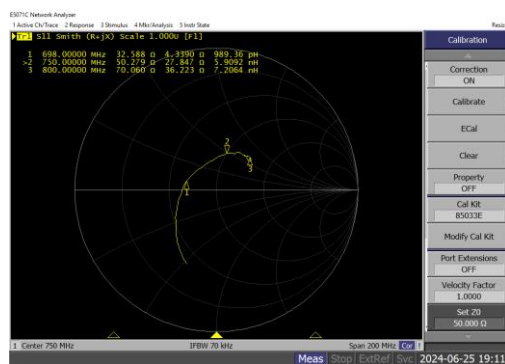 E5071C Network Analyzer
1 Active Ch/Trace 2 Response 3 Stimulus 4 Mkr/Analysis 5 Instr State
Tr1 S11 Smith (R+jX) Scale 1.000U [F1]
1 698.00000 MHz 32.588 Ω 4.3390 Ω 989.36 pH
>2 750.00000 MHz 50.279 Ω 27.847 Ω 5.9092 nH
3 800.00000 MHz 70.060 Ω 36.223 Ω 7.2064 nH
2
3
1
Calibration
Correction
ON
Calibrate
ECal
Clear
Property
OFF
Cal Kit
85033E
Modify Cal Kit
Port Extensions
OFF
Velocity Factor
1.0000
Set Z0
50.000 Ω
1 Center 750 MHz IFBW 70 kHz Span 200 MHz Cor
Meas Stop ExtRef Svc 2024-06-25 19:11